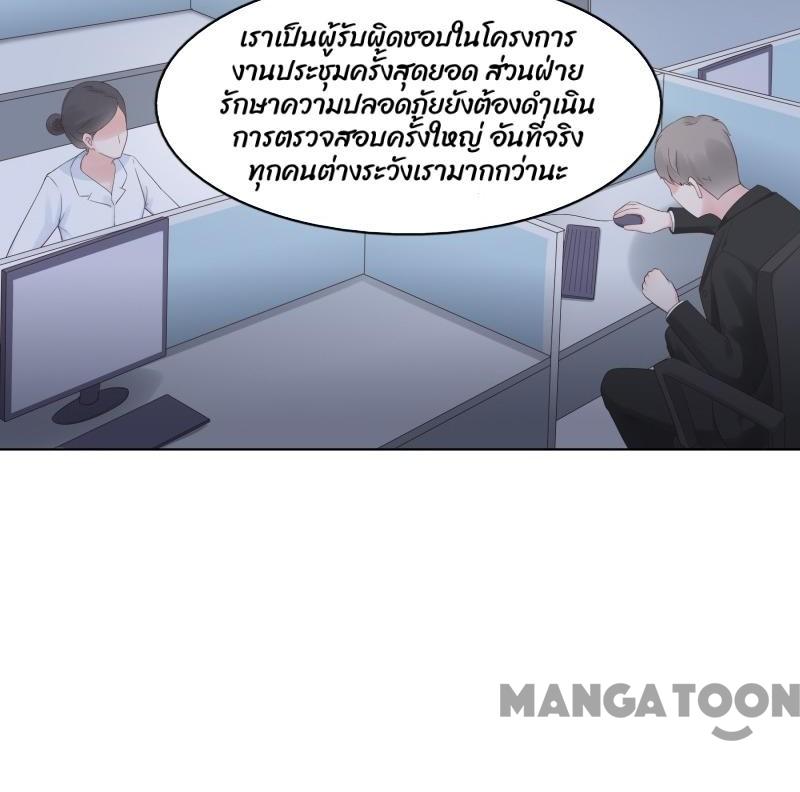 เราเป็นผู้รับผิดชอบในโครงการ
งานประชุมครั้งสุดยอด ส่วนฝ่าย
รักษาความปลอดภัยยังต้องดำเนิน
การตรวจสอบครั้งใหญ่ อันที่จริง
ทุกคนต่างระวังเรามากกว่านะ
MANGATOON